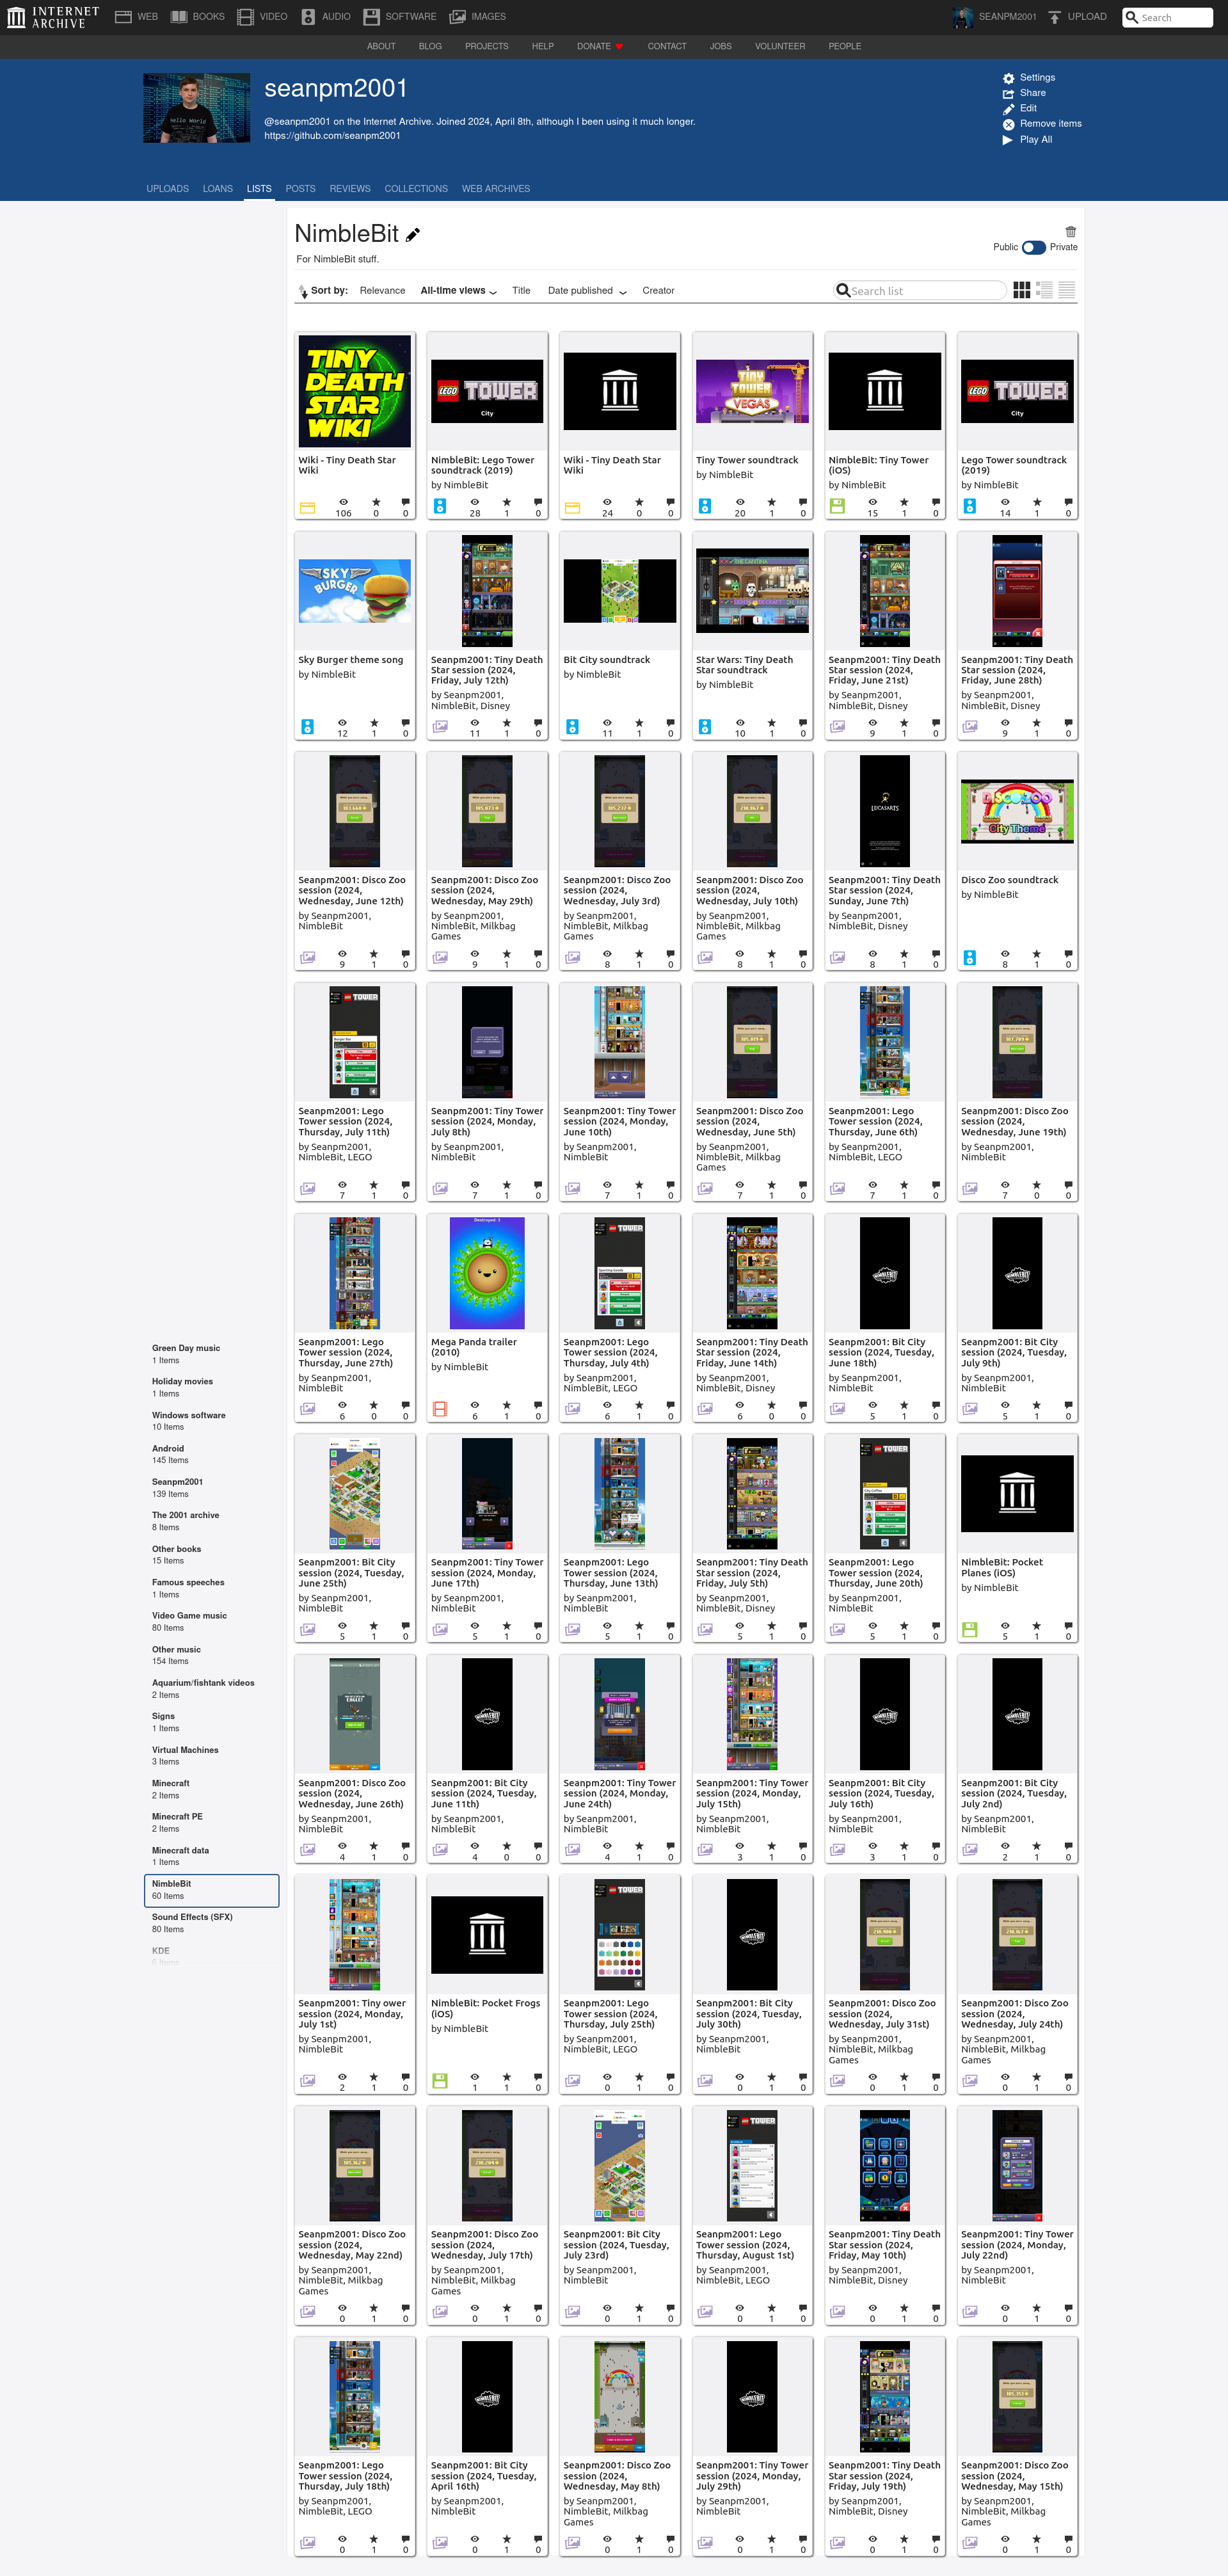 INTERNET ARCHIVE
WEB
BOOKS
VIDEO
AUDIO
SOFTWARE
IMAGES
SEANPM2001
UPLOAD
Search
ABOUT
BLOG
PROJECTS
HELP
DONATE
CONTACT
JOBS
VOLUNTEER
PEOPLE
seanpm2001
@seanpm2001 on the Internet Archive. Joined 2024, April 8th, although I been using it much longer.
https://github.com/seanpm2001
Settings
Share
Edit
Remove items
Play All
UPLOADS
LOANS
LISTS
POSTS
REVIEWS
COLLECTIONS
WEB ARCHIVES
NimbleBit
For NimbleBit stuff.
Public
Private
Sort by:
Relevance
All-time views
Title
Date published
Creator
Search list
Green Day music
1 Items
Holiday movies
1 Items
Windows software
10 Items
Android
145 Items
Seanpm2001
139 Items
The 2001 archive
8 Items
Other books
15 Items
Famous speeches
1 Items
Video Game music
80 Items
Other music
154 Items
Aquarium/fishtank videos
2 Items
Signs
1 Items
Virtual Machines
3 Items
Minecraft
2 Items
Minecraft PE
2 Items
Minecraft data
1 Items
NimbleBit
60 Items
Sound Effects (SFX)
80 Items
KDE
6 Items
TINY
DEATH
STAR
WIKI
Wiki - Tiny Death Star
Wiki
106 0 0
LEGO TOWER
City
NimbleBit: Lego Tower
soundtrack (2019)
by NimbleBit
28 1 0
Wiki - Tiny Death Star
Wiki
24 0 0
TINY TOWER
VEGAS
Tiny Tower soundtrack
by NimbleBit
20 1 0
NimbleBit: Tiny Tower
(iOS)
by NimbleBit
15 1 0
LEGO TOWER
City
Lego Tower soundtrack
(2019)
by NimbleBit
14 1 0
SKY
BURGER
Sky Burger theme song
by NimbleBit
12 1 0
Seanpm2001: Tiny Death
Star session (2024,
Friday, July 12th)
by Seanpm2001,
NimbleBit, Disney
11 1 0
Bit City soundtrack
by NimbleBit
11 1 0
Star Wars: Tiny Death
Star soundtrack
by NimbleBit
10 1 0
Seanpm2001: Tiny Death
Star session (2024,
Friday, June 21st)
by Seanpm2001,
NimbleBit, Disney
9 1 0
Seanpm2001: Tiny Death
Star session (2024,
Friday, June 28th)
by Seanpm2001,
NimbleBit, Disney
9 1 0
Seanpm2001: Disco Zoo
session (2024,
Wednesday, June 12th)
by Seanpm2001,
NimbleBit
9 1 0
Seanpm2001: Disco Zoo
session (2024,
Wednesday, May 29th)
by Seanpm2001,
NimbleBit, Milkbag
Games
9 1 0
Seanpm2001: Disco Zoo
session (2024,
Wednesday, July 3rd)
by Seanpm2001,
NimbleBit, Milkbag
Games
8 1 0
Seanpm2001: Disco Zoo
session (2024,
Wednesday, July 10th)
by Seanpm2001,
NimbleBit, Milkbag
Games
8 1 0
LUCASARTS
Seanpm2001: Tiny Death
Star session (2024,
Sunday, June 7th)
by Seanpm2001,
NimbleBit, Disney
8 1 0
DISCO ZOO
City Theme
Disco Zoo soundtrack
by NimbleBit
8 1 0
LEGO TOWER
Seanpm2001: Lego
Tower session (2024,
Thursday, July 11th)
by Seanpm2001,
NimbleBit, LEGO
7 1 0
Seanpm2001: Tiny Tower
session (2024, Monday,
July 8th)
by Seanpm2001,
NimbleBit
7 1 0
Seanpm2001: Tiny Tower
session (2024, Monday,
June 10th)
by Seanpm2001,
NimbleBit
7 1 0
Seanpm2001: Disco Zoo
session (2024,
Wednesday, June 5th)
by Seanpm2001,
NimbleBit, Milkbag
Games
7 1 0
Seanpm2001: Lego
Tower session (2024,
Thursday, June 6th)
by Seanpm2001,
NimbleBit, LEGO
7 1 0
Seanpm2001: Disco Zoo
session (2024,
Wednesday, June 19th)
by Seanpm2001,
NimbleBit
7 0 0
Seanpm2001: Lego
Tower session (2024,
Thursday, June 27th)
by Seanpm2001,
NimbleBit
6 0 0
Destroyed: 3
Mega Panda trailer
(2010)
by NimbleBit
6 1 0
LEGO TOWER
Seanpm2001: Lego
Tower session (2024,
Thursday, July 4th)
by Seanpm2001,
NimbleBit, LEGO
6 1 0
Seanpm2001: Tiny Death
Star session (2024,
Friday, June 14th)
by Seanpm2001,
NimbleBit, Disney
6 0 0
NIMBLEBIT
Seanpm2001: Bit City
session (2024, Tuesday,
June 18th)
by Seanpm2001,
NimbleBit
5 1 0
NIMBLEBIT
Seanpm2001: Bit City
session (2024, Tuesday,
July 9th)
by Seanpm2001,
NimbleBit
5 1 0
Seanpm2001: Bit City
session (2024, Tuesday,
June 25th)
by Seanpm2001,
NimbleBit
5 1 0
Seanpm2001: Tiny Tower
session (2024, Monday,
June 17th)
by Seanpm2001,
NimbleBit
5 1 0
Seanpm2001: Lego
Tower session (2024,
Thursday, June 13th)
by Seanpm2001,
NimbleBit
5 1 0
Seanpm2001: Tiny Death
Star session (2024,
Friday, July 5th)
by Seanpm2001,
NimbleBit, Disney
5 1 0
LEGO TOWER
Seanpm2001: Lego
Tower session (2024,
Thursday, June 20th)
by Seanpm2001,
NimbleBit
5 1 0
NimbleBit: Pocket
Planes (iOS)
by NimbleBit
5 1 0
Seanpm2001: Disco Zoo
session (2024,
Wednesday, June 26th)
by Seanpm2001,
NimbleBit
4 1 0
NIMBLEBIT
Seanpm2001: Bit City
session (2024, Tuesday,
June 11th)
by Seanpm2001,
NimbleBit
4 0 0
Seanpm2001: Tiny Tower
session (2024, Monday,
June 24th)
by Seanpm2001,
NimbleBit
4 1 0
Seanpm2001: Tiny Tower
session (2024, Monday,
July 15th)
by Seanpm2001,
NimbleBit
3 1 0
NIMBLEBIT
Seanpm2001: Bit City
session (2024, Tuesday,
July 16th)
by Seanpm2001,
NimbleBit
3 1 0
NIMBLEBIT
Seanpm2001: Bit City
session (2024, Tuesday,
July 2nd)
by Seanpm2001,
NimbleBit
2 1 0
Seanpm2001: Tiny ower
session (2024, Monday,
July 1st)
by Seanpm2001,
NimbleBit
2 1 0
NimbleBit: Pocket Frogs
(iOS)
by NimbleBit
1 1 0
LEGO TOWER
Seanpm2001: Lego
Tower session (2024,
Thursday, July 25th)
by Seanpm2001,
NimbleBit, LEGO
0 1 0
NIMBLEBIT
Seanpm2001: Bit City
session (2024, Tuesday,
July 30th)
by Seanpm2001,
NimbleBit
0 1 0
Seanpm2001: Disco Zoo
session (2024,
Wednesday, July 31st)
by Seanpm2001,
NimbleBit, Milkbag
Games
0 1 0
Seanpm2001: Disco Zoo
session (2024,
Wednesday, July 24th)
by Seanpm2001,
NimbleBit, Milkbag
Games
0 1 0
Seanpm2001: Disco Zoo
session (2024,
Wednesday, May 22nd)
by Seanpm2001,
NimbleBit, Milkbag
Games
0 1 0
Seanpm2001: Disco Zoo
session (2024,
Wednesday, July 17th)
by Seanpm2001,
NimbleBit, Milkbag
Games
0 1 0
Seanpm2001: Bit City
session (2024, Tuesday,
July 23rd)
by Seanpm2001,
NimbleBit
0 1 0
LEGO TOWER
Seanpm2001: Lego
Tower session (2024,
Thursday, August 1st)
by Seanpm2001,
NimbleBit, LEGO
0 1 0
Seanpm2001: Tiny Death
Star session (2024,
Friday, May 10th)
by Seanpm2001,
NimbleBit, Disney
0 1 0
Seanpm2001: Tiny Tower
session (2024, Monday,
July 22nd)
by Seanpm2001,
NimbleBit
0 1 0
Seanpm2001: Lego
Tower session (2024,
Thursday, July 18th)
by Seanpm2001,
NimbleBit, LEGO
0 1 0
NIMBLEBIT
Seanpm2001: Bit City
session (2024, Tuesday,
April 16th)
by Seanpm2001,
NimbleBit
0 1 0
Seanpm2001: Disco Zoo
session (2024,
Wednesday, May 8th)
by Seanpm2001,
NimbleBit, Milkbag
Games
0 1 0
NIMBLEBIT
Seanpm2001: Tiny Tower
session (2024, Monday,
July 29th)
by Seanpm2001,
NimbleBit
0 1 0
Seanpm2001: Tiny Death
Star session (2024,
Friday, July 19th)
by Seanpm2001,
NimbleBit, Disney
0 1 0
Seanpm2001: Disco Zoo
session (2024,
Wednesday, May 15th)
by Seanpm2001,
NimbleBit, Milkbag
Games
0 1 0